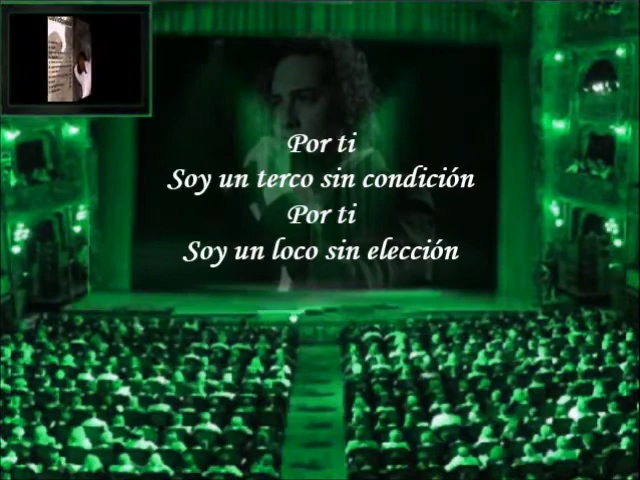 Por ti
Soy un terco sin condición
Por ti
Soy un loco sin elección